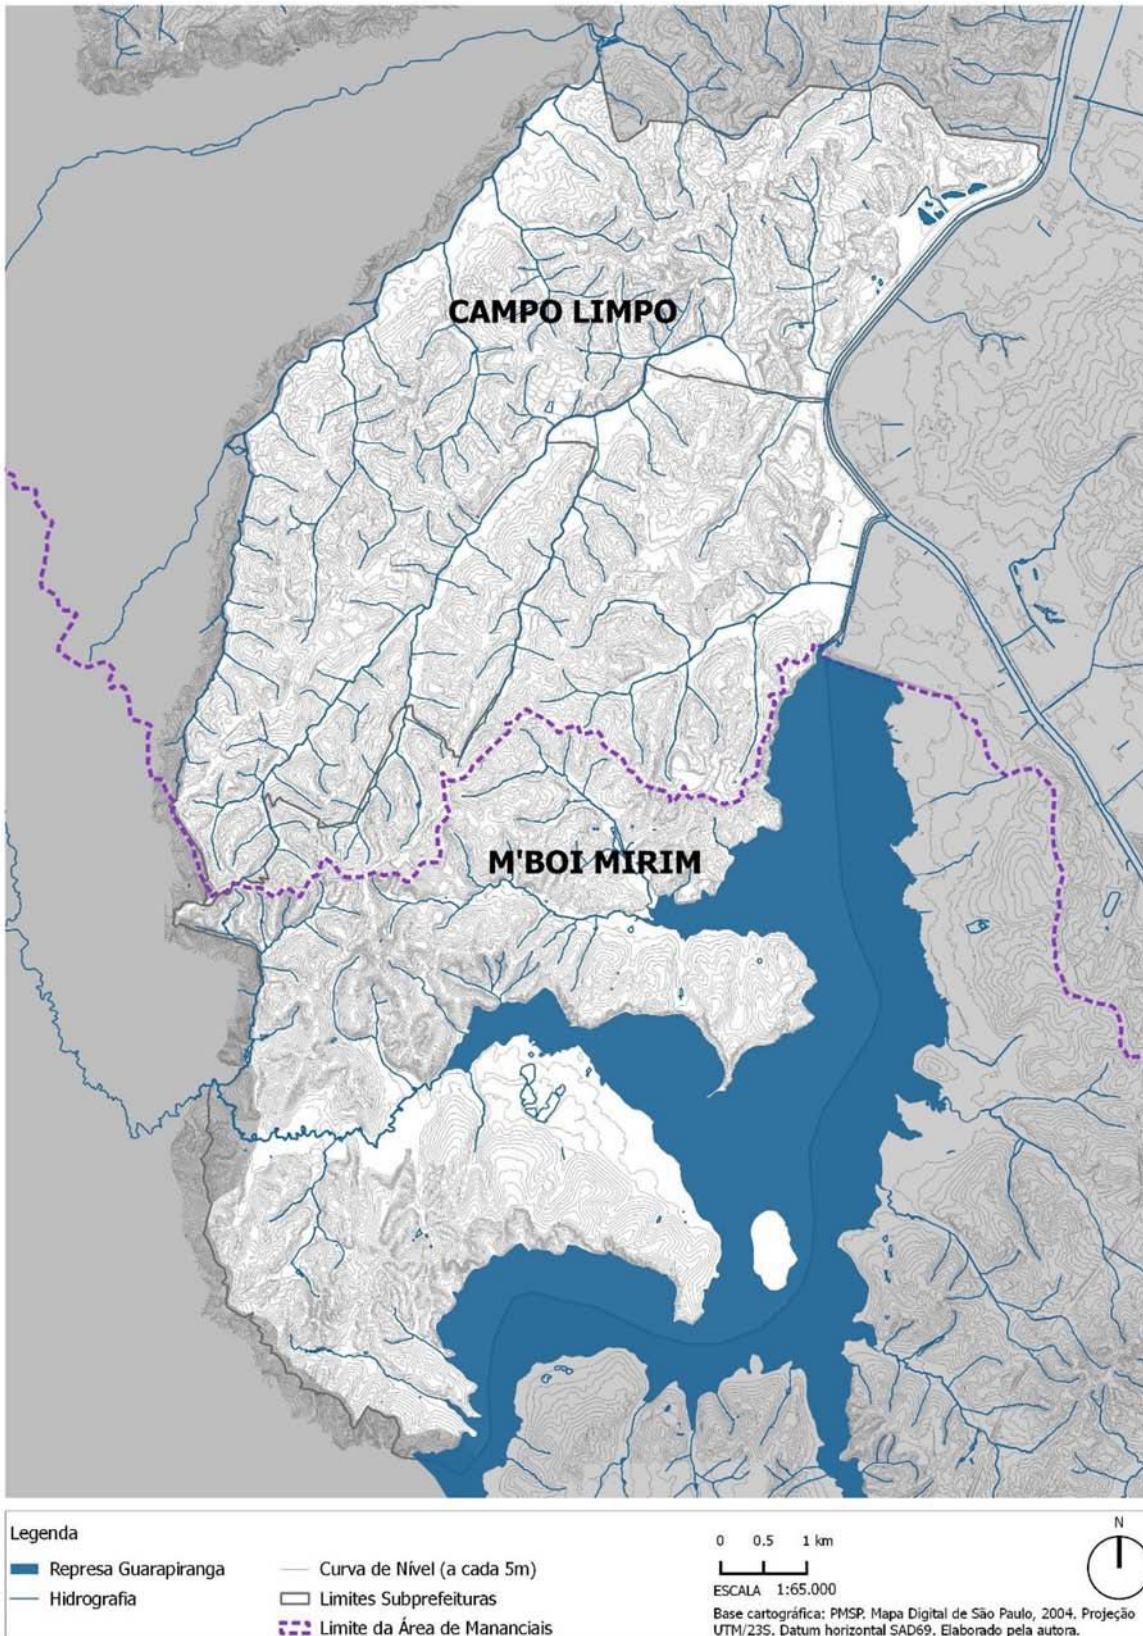 CAMPO LIMPO
M'BOI MIRIM
Legenda
Represa Guarapiranga
Hidrografia
Curva de Nível (a cada 5m)
Limites Subprefeituras
Limite da Área de Mananciais
0 0.5 1 km
ESCALA 1:65.000
N
Base cartográfica: PMSP. Mapa Digital de São Paulo, 2004. Projeção
UTM/23S. Datum horizontal SAD69. Elaborado pela autora.